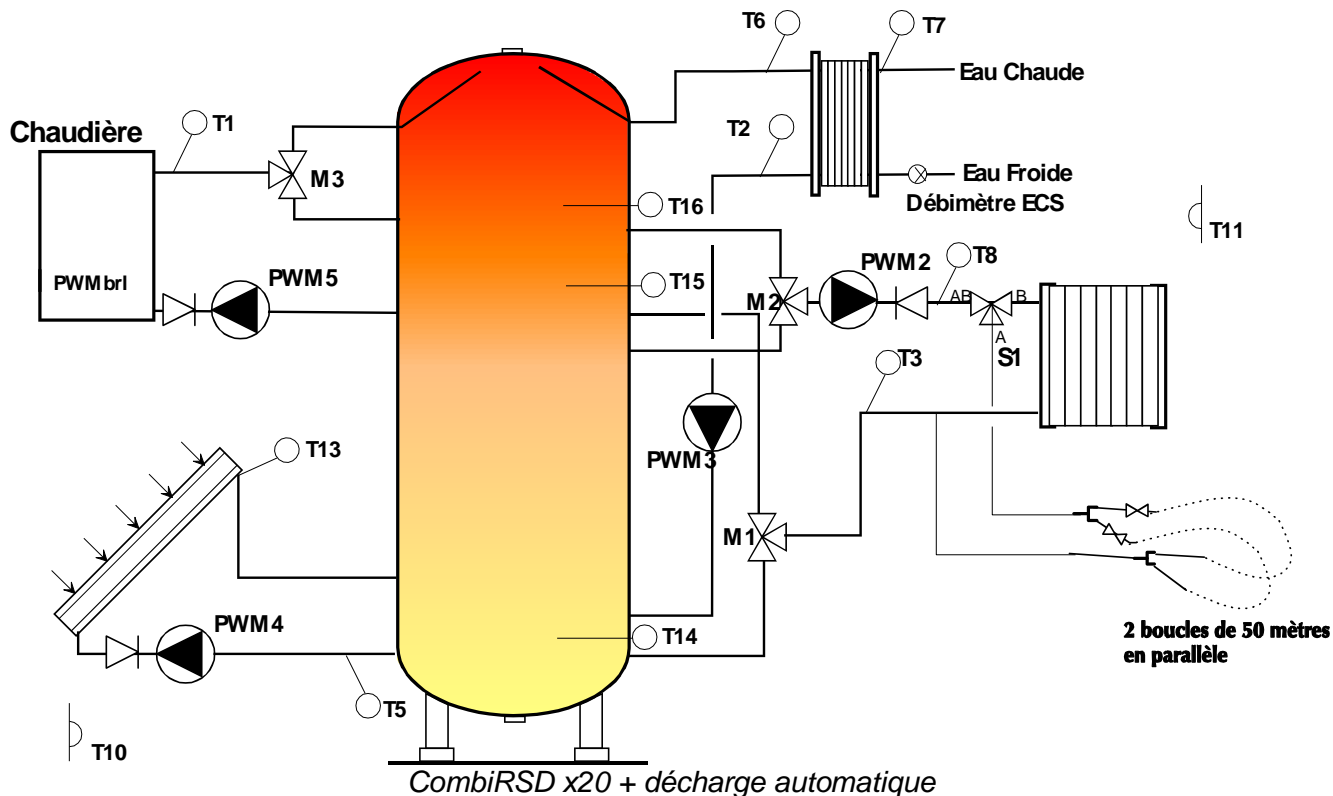 T6
T7
Eau Chaude
Chaudière
T1
T2
M3
Eau Froide
Débimètre ECS
T16
T11
PWMbrl
PWM5
T15
PWM2
T8
M2
AB
B
A
S1
T3
T13
PWM3
M1
PWM4
T14
2 boucles de 50 mètres
en parallèle
T5
T10
CombiRSD x20 + décharge automatique